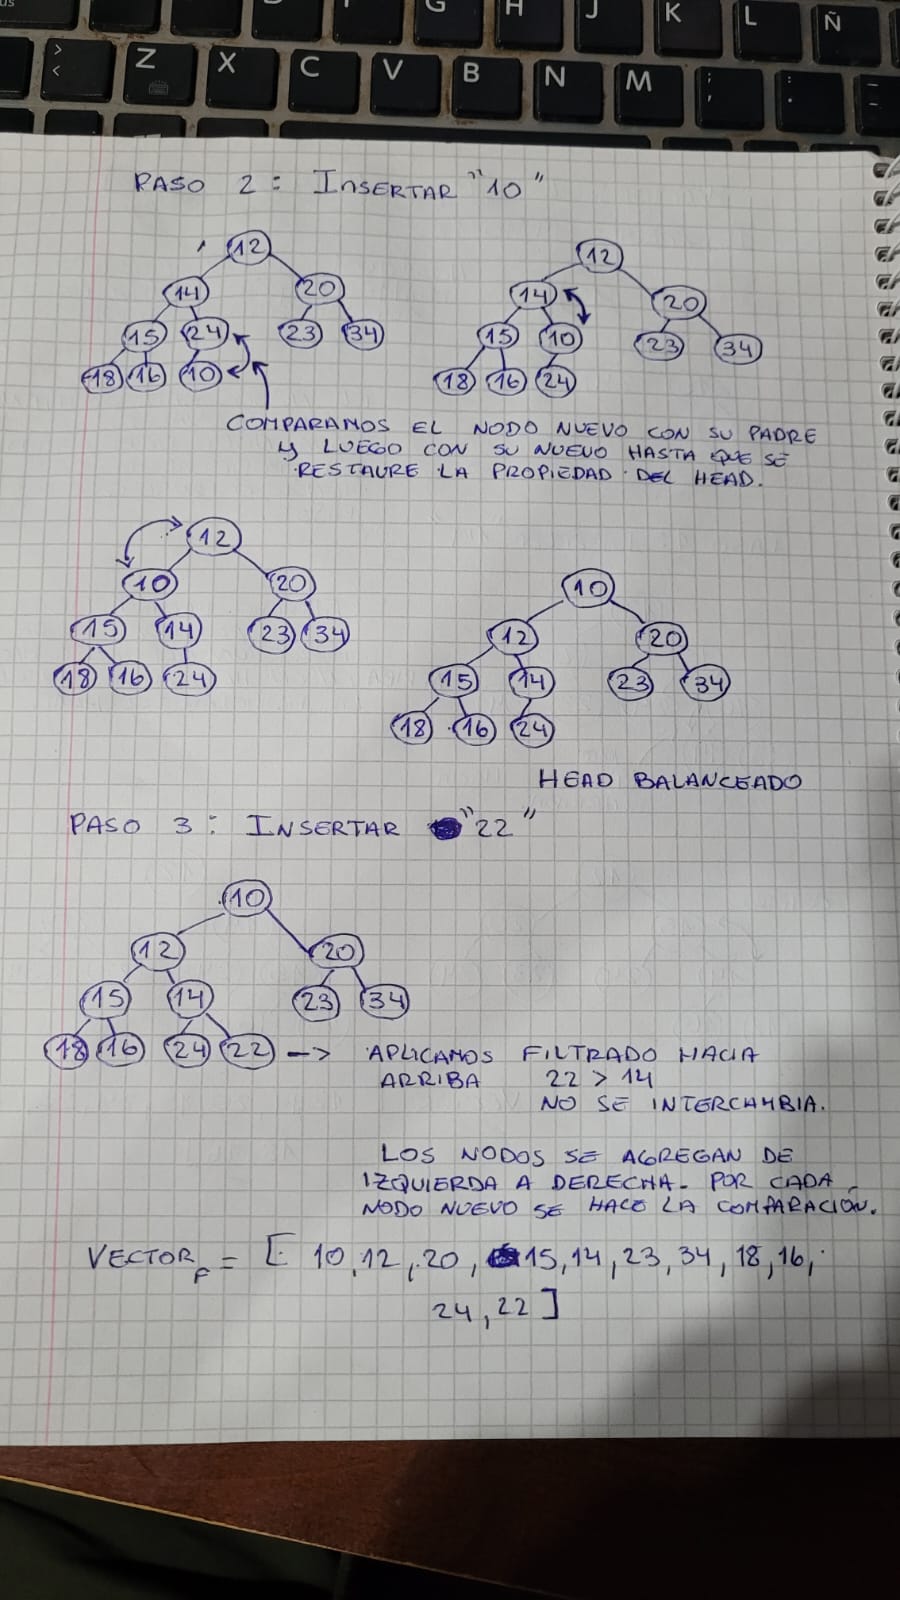 G H J K L Ñ
> < Z X C V B N M ; , : .
PASO 2: INSERTAR "10"
12 12
14 20 14 20
15 24 23 34 15 10 23 34
18 16 10 18 16 24
COMPARAMOS EL NODO NUEVO CON SU PADRE
Y LUEGO CON SU NUEVO HASTA QUE SE
RESTAURE LA PROPIEDAD DEL HEAD.
12 10
10 20 12 20
15 14 23 34 15 14 23 34
18 16 24 18 16 24
HEAD BALANCEADO
PASO 3: INSERTAR "22"
10
12 20
15 14 23 34
18 16 24 22 --> APLICAMOS FILTRADO HACIA
ARRIBA 22 > 14
NO SE INTERCAMBIA.
LOS NODOS SE AGREGAN DE
IZQUIERDA A DERECHA. POR CADA
NODO NUEVO SE HACE LA COMPARACIÓN.
VECTOR F = [ 10, 12, 20, 15, 14, 23, 34, 18, 16,
24, 22 ]